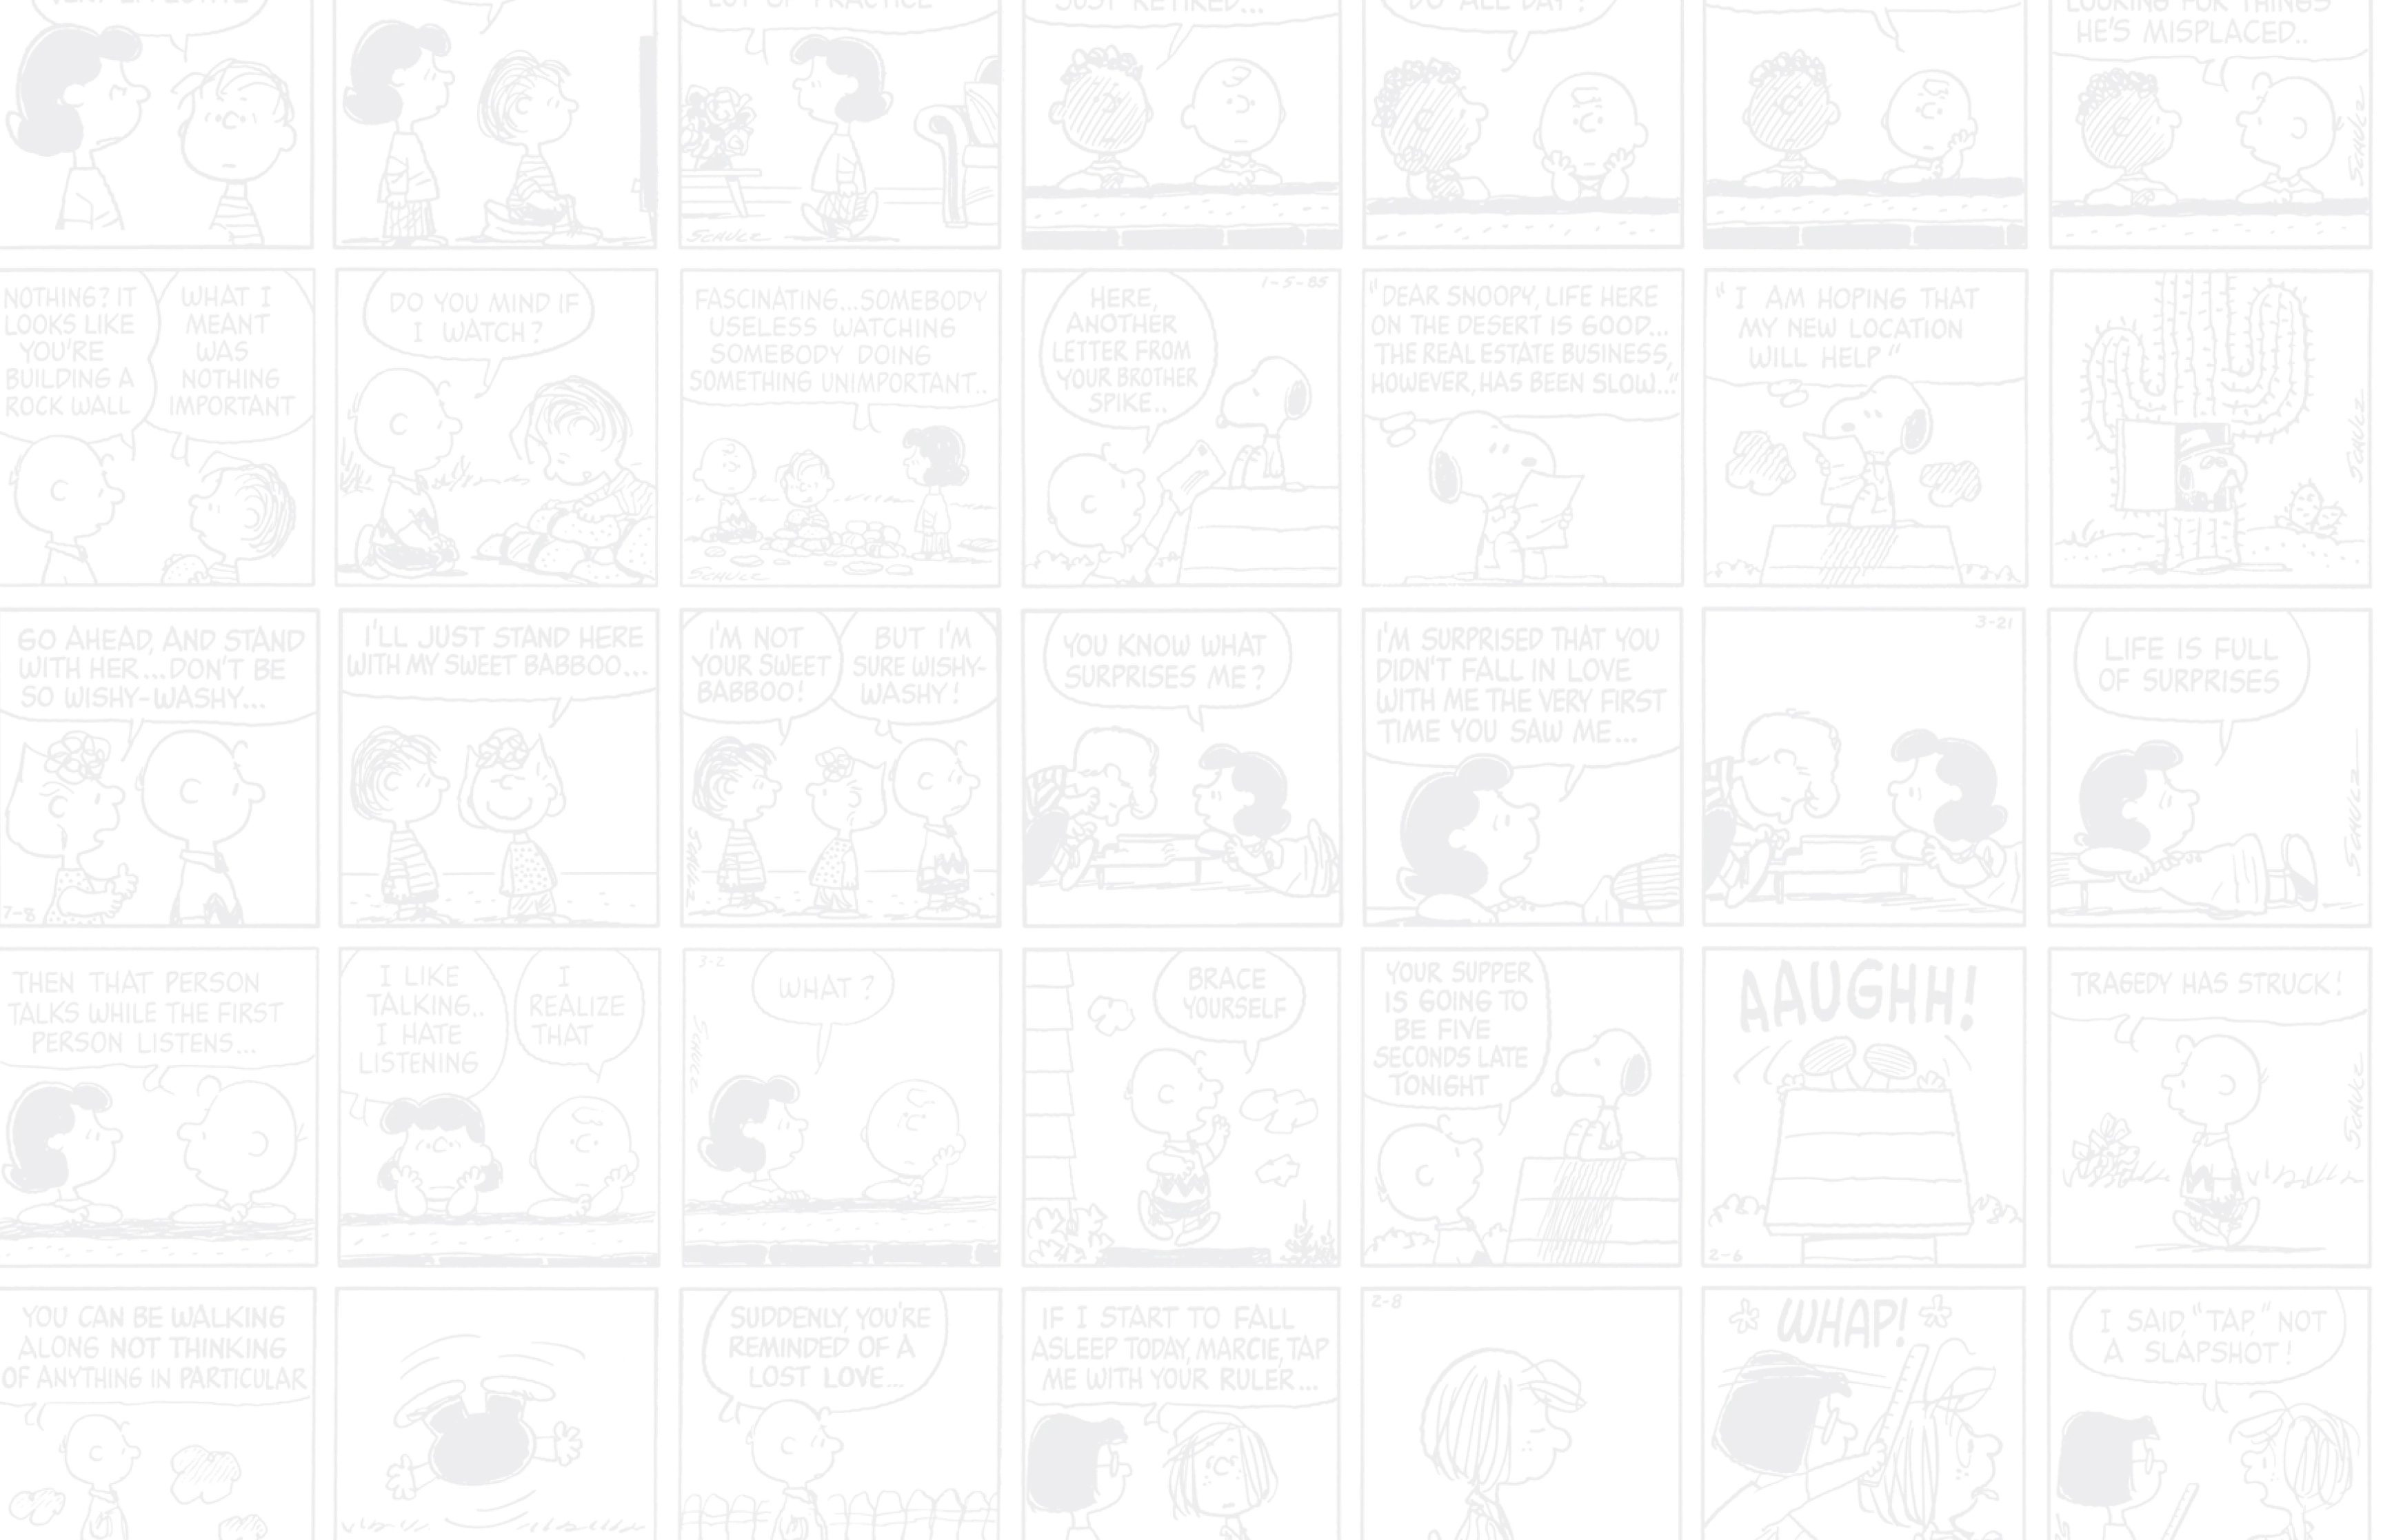 LOT OF PRACTICE
JUST RETIRED...
DO ALL DAY?
LOOKING FOR THINGS
HE'S MISPLACED..
SCHULZ
SCHULZ
NOTHING? IT
LOOKS LIKE
YOU'RE
BUILDING A
ROCK WALL
WHAT I
MEANT
WAS
NOTHING
IMPORTANT
DO YOU MIND IF
I WATCH?
FASCINATING...SOMEBODY
USELESS WATCHING
SOMEBODY DOING
SOMETHING UNIMPORTANT..
SCHULZ
HERE,
ANOTHER
LETTER FROM
YOUR BROTHER
SPIKE..
1-5-85
"DEAR SNOOPY, LIFE HERE
ON THE DESERT IS GOOD...
THE REAL ESTATE BUSINESS,
HOWEVER, HAS BEEN SLOW..."
"I AM HOPING THAT
MY NEW LOCATION
WILL HELP"
SCHULZ
GO AHEAD, AND STAND
WITH HER...DON'T BE
SO WISHY-WASHY...
7-8
I'LL JUST STAND HERE
WITH MY SWEET BABBOO...
I'M NOT
YOUR SWEET
BABBOO!
BUT I'M
SURE WISHY-
WASHY!
SCHULZ
YOU KNOW WHAT
SURPRISES ME?
I'M SURPRISED THAT YOU
DIDN'T FALL IN LOVE
WITH ME THE VERY FIRST
TIME YOU SAW ME...
3-21
LIFE IS FULL
OF SURPRISES
SCHULZ
THEN THAT PERSON
TALKS WHILE THE FIRST
PERSON LISTENS...
I LIKE
TALKING..
I HATE
LISTENING
I
REALIZE
THAT
3-2
WHAT?
SCHULZ
BRACE
YOURSELF
YOUR SUPPER
IS GOING TO
BE FIVE
SECONDS LATE
TONIGHT
AAUGHH!
2-6
TRAGEDY HAS STRUCK!
SCHULZ
YOU CAN BE WALKING
ALONG NOT THINKING
OF ANYTHING IN PARTICULAR
SUDDENLY, YOU'RE
REMINDED OF A
LOST LOVE...
IF I START TO FALL
ASLEEP TODAY, MARCIE, TAP
ME WITH YOUR RULER...
2-8
WHAP!
I SAID, "TAP," NOT
A SLAPSHOT!